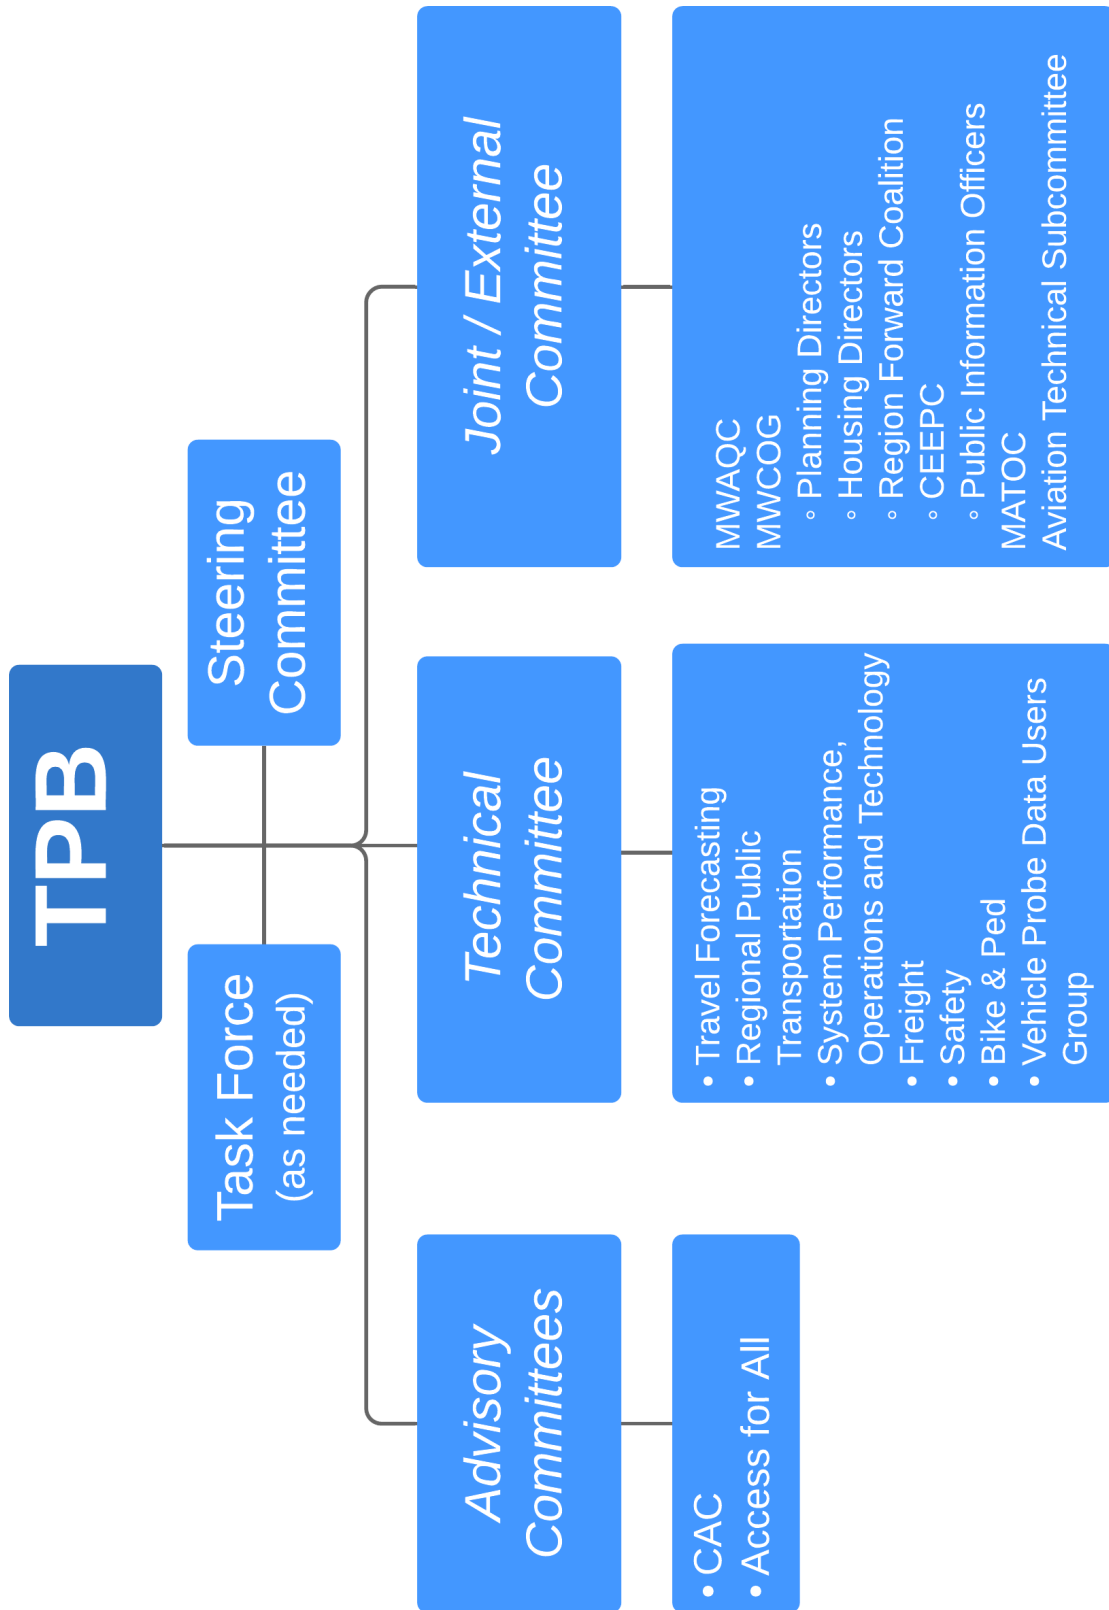 TPB
Task Force
(as needed)
Steering
Committee
Advisory
Committees
Technical
Committee
Joint / External
Committee
• CAC
• Access for All
• Travel Forecasting
• Regional Public
Transportation
• System Performance,
Operations and Technology
• Freight
• Safety
• Bike & Ped
• Vehicle Probe Data Users
Group
MWAQC
MWCOG
◦ Planning Directors
◦ Housing Directors
◦ Region Forward Coalition
◦ CEEPC
◦ Public Information Officers
MATOC
Aviation Technical Subcommittee